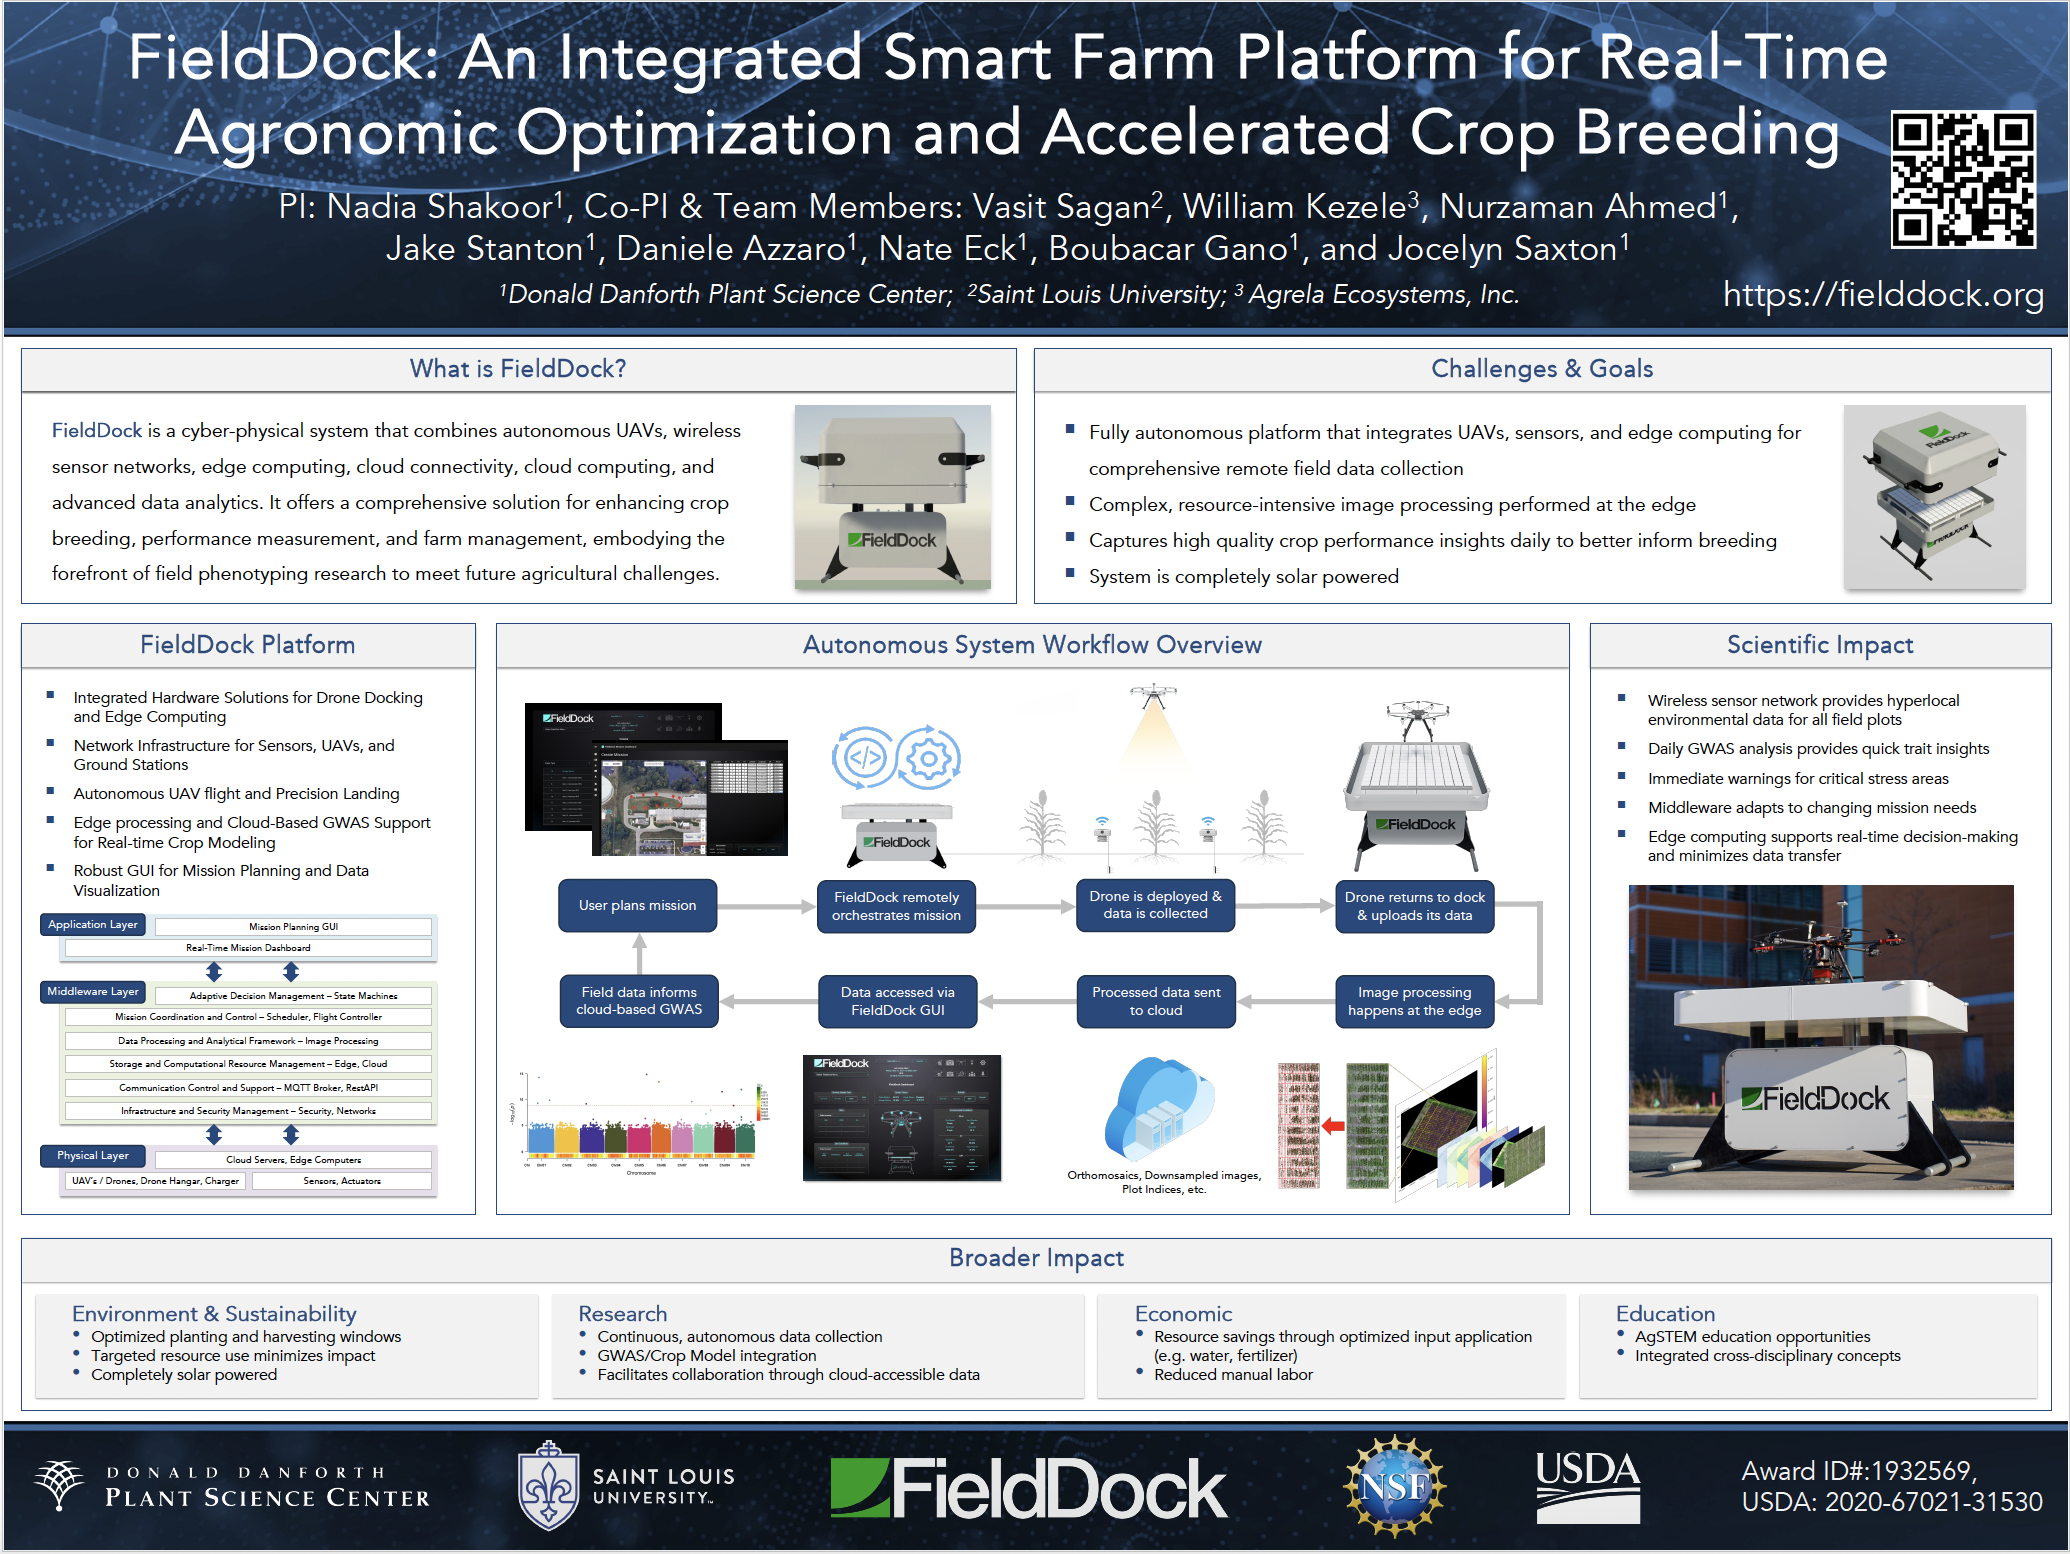 FieldDock: An Integrated Smart Farm Platform for Real-Time
Agronomic Optimization and Accelerated Crop Breeding
PI: Nadia Shakoor¹, Co-PI & Team Members: Vasit Sagan², William Kezele³, Nurzaman Ahmed¹,
Jake Stanton¹, Daniele Azzaro¹, Nate Eck¹, Boubacar Gano¹, and Jocelyn Saxton¹
¹Donald Danforth Plant Science Center; ²Saint Louis University; ³ Agrela Ecosystems, Inc.
https://fielddock.org
What is FieldDock?
FieldDock is a cyber-physical system that combines autonomous UAVs, wireless
sensor networks, edge computing, cloud connectivity, cloud computing, and
advanced data analytics. It offers a comprehensive solution for enhancing crop
breeding, performance measurement, and farm management, embodying the
forefront of field phenotyping research to meet future agricultural challenges.
FieldDock
Challenges & Goals
▪ Fully autonomous platform that integrates UAVs, sensors, and edge computing for
comprehensive remote field data collection
▪ Complex, resource-intensive image processing performed at the edge
▪ Captures high quality crop performance insights daily to better inform breeding
▪ System is completely solar powered
FieldDock
FieldDock
FieldDock Platform
▪ Integrated Hardware Solutions for Drone Docking
and Edge Computing
▪ Network Infrastructure for Sensors, UAVs, and
Ground Stations
▪ Autonomous UAV flight and Precision Landing
▪ Edge processing and Cloud-Based GWAS Support
for Real-time Crop Modeling
▪ Robust GUI for Mission Planning and Data
Visualization
Application Layer
Mission Planning GUI
Real-Time Mission Dashboard
Middleware Layer
Adaptive Decision Management – State Machines
Mission Coordination and Control – Scheduler, Flight Controller
Data Processing and Analytical Framework – Image Processing
Storage and Computational Resource Management – Edge, Cloud
Communication Control and Support – MQTT Broker, RestAPI
Infrastructure and Security Management – Security, Networks
Physical Layer
Cloud Servers, Edge Computers
UAV's / Drones, Drone Hangar, Charger
Sensors, Actuators
Autonomous System Workflow Overview
FieldDock
Create Mission
</>
FieldDock
FieldDock
User plans mission
FieldDock remotely
orchestrates mission
Drone is deployed &
data is collected
Drone returns to dock
& uploads its data
Field data informs
cloud-based GWAS
Data accessed via
FieldDock GUI
Processed data sent
to cloud
Image processing
happens at the edge
Chromosome
FieldDock
Orthomosaics, Downsampled images,
Plot Indices, etc.
Scientific Impact
▪ Wireless sensor network provides hyperlocal
environmental data for all field plots
▪ Daily GWAS analysis provides quick trait insights
▪ Immediate warnings for critical stress areas
▪ Middleware adapts to changing mission needs
▪ Edge computing supports real-time decision-making
and minimizes data transfer
FieldDock
Broader Impact
Environment & Sustainability
• Optimized planting and harvesting windows
• Targeted resource use minimizes impact
• Completely solar powered
Research
• Continuous, autonomous data collection
• GWAS/Crop Model integration
• Facilitates collaboration through cloud-accessible data
Economic
• Resource savings through optimized input application
(e.g. water, fertilizer)
• Reduced manual labor
Education
• AgSTEM education opportunities
• Integrated cross-disciplinary concepts
DONALD DANFORTH
PLANT SCIENCE CENTER
SAINT LOUIS
UNIVERSITY™
FieldDock
NSF
USDA
Award ID#:1932569,
USDA: 2020-67021-31530